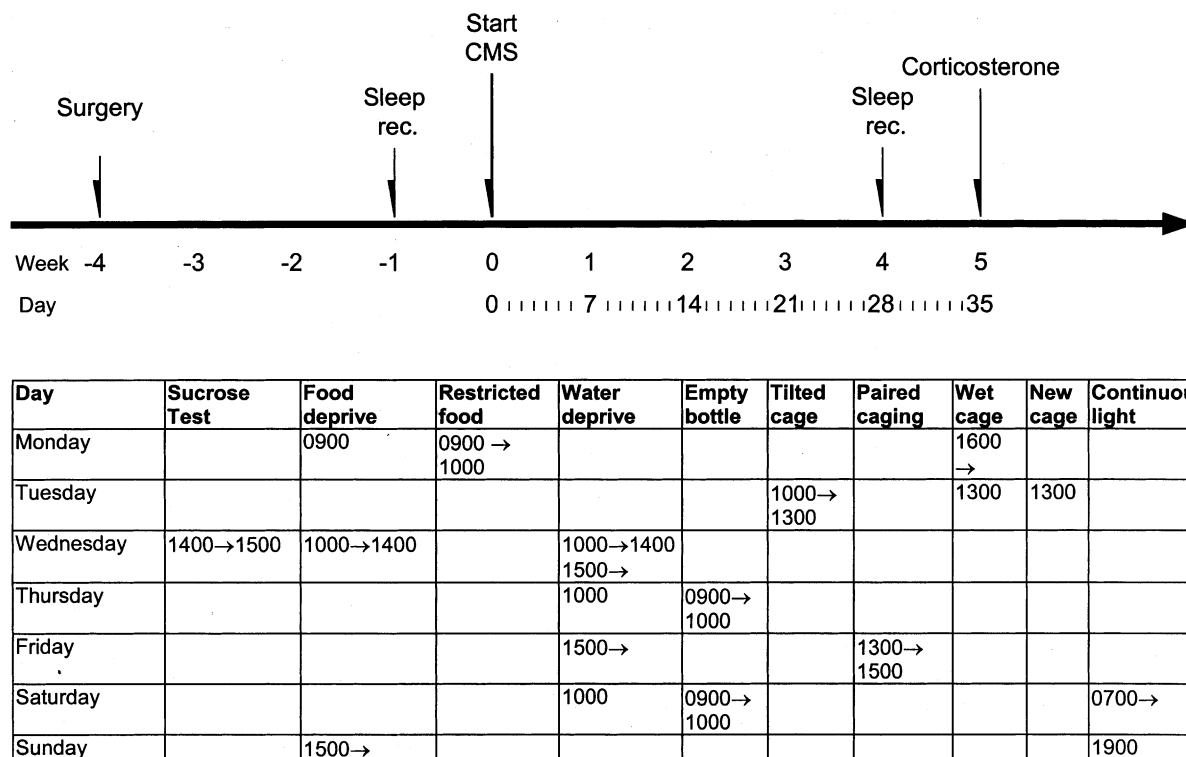 Start
CMS
Corticosterone
Surgery
Sleep
rec.
Sleep
rec.
Week -4 -3 -2 -1 0 1 2 3 4 5
Day 0 7 14 21 28 35
Day Sucrose Test Food deprive Restricted food Water deprive Empty bottle Tilted cage Paired caging Wet cage New cage Continuou light
Monday 0900 0900 → 1000 1600 →
Tuesday 1000→ 1300 1300 1300
Wednesday 1400→1500 1000→1400 1000→1400 1500→
Thursday 1000 0900→ 1000
Friday 1500→ 1300→ 1500
Saturday 1000 0900→ 1000 0700→
Sunday 1500→ 1900